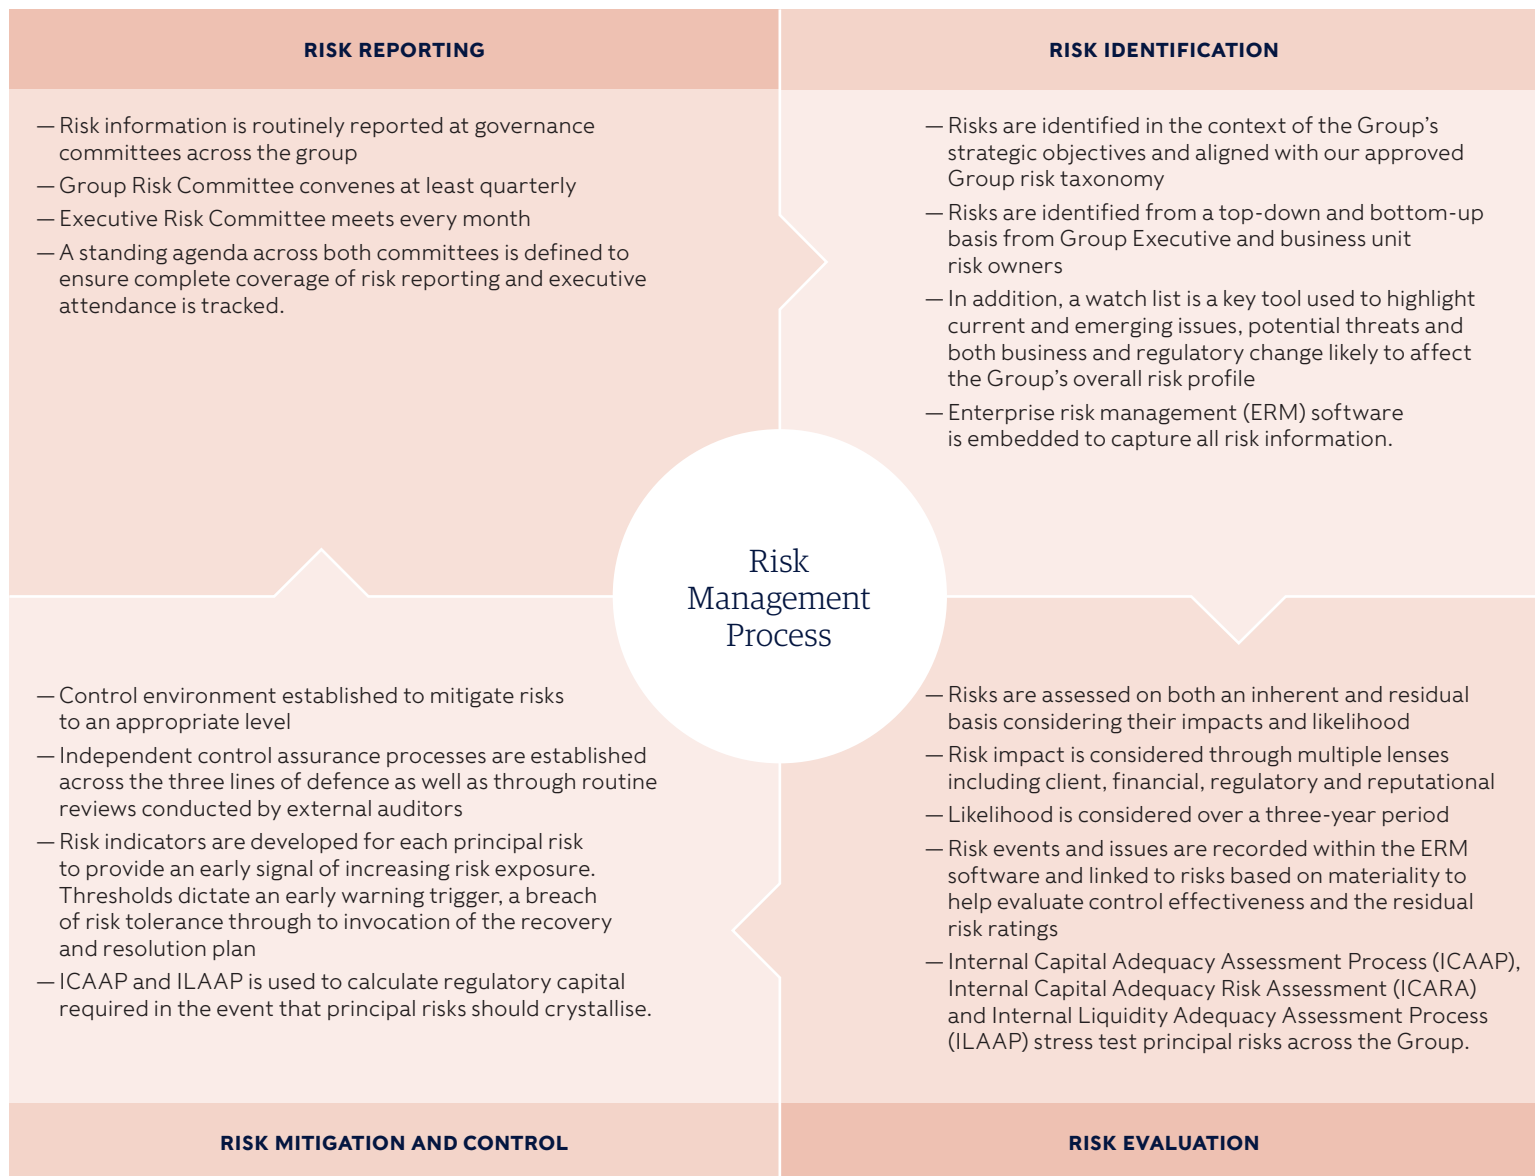 RISK REPORTING
— Risk information is routinely reported at governance
committees across the group
— Group Risk Committee convenes at least quarterly
— Executive Risk Committee meets every month
— A standing agenda across both committees is defined to
ensure complete coverage of risk reporting and executive
attendance is tracked.
RISK IDENTIFICATION
— Risks are identified in the context of the Group’s
strategic objectives and aligned with our approved
Group risk taxonomy
— Risks are identified from a top-down and bottom-up
basis from Group Executive and business unit
risk owners
— In addition, a watch list is a key tool used to highlight
current and emerging issues, potential threats and
both business and regulatory change likely to affect
the Group’s overall risk profile
— Enterprise risk management (ERM) software
is embedded to capture all risk information.
Risk
Management
Process
— Control environment established to mitigate risks
to an appropriate level
— Independent control assurance processes are established
across the three lines of defence as well as through routine
reviews conducted by external auditors
— Risk indicators are developed for each principal risk
to provide an early signal of increasing risk exposure.
Thresholds dictate an early warning trigger, a breach
of risk tolerance through to invocation of the recovery
and resolution plan
— ICAAP and ILAAP is used to calculate regulatory capital
required in the event that principal risks should crystallise.
RISK MITIGATION AND CONTROL
— Risks are assessed on both an inherent and residual
basis considering their impacts and likelihood
— Risk impact is considered through multiple lenses
including client, financial, regulatory and reputational
— Likelihood is considered over a three-year period
— Risk events and issues are recorded within the ERM
software and linked to risks based on materiality to
help evaluate control effectiveness and the residual
risk ratings
— Internal Capital Adequacy Assessment Process (ICAAP),
Internal Capital Adequacy Risk Assessment (ICARA)
and Internal Liquidity Adequacy Assessment Process
(ILAAP) stress test principal risks across the Group.
RISK EVALUATION